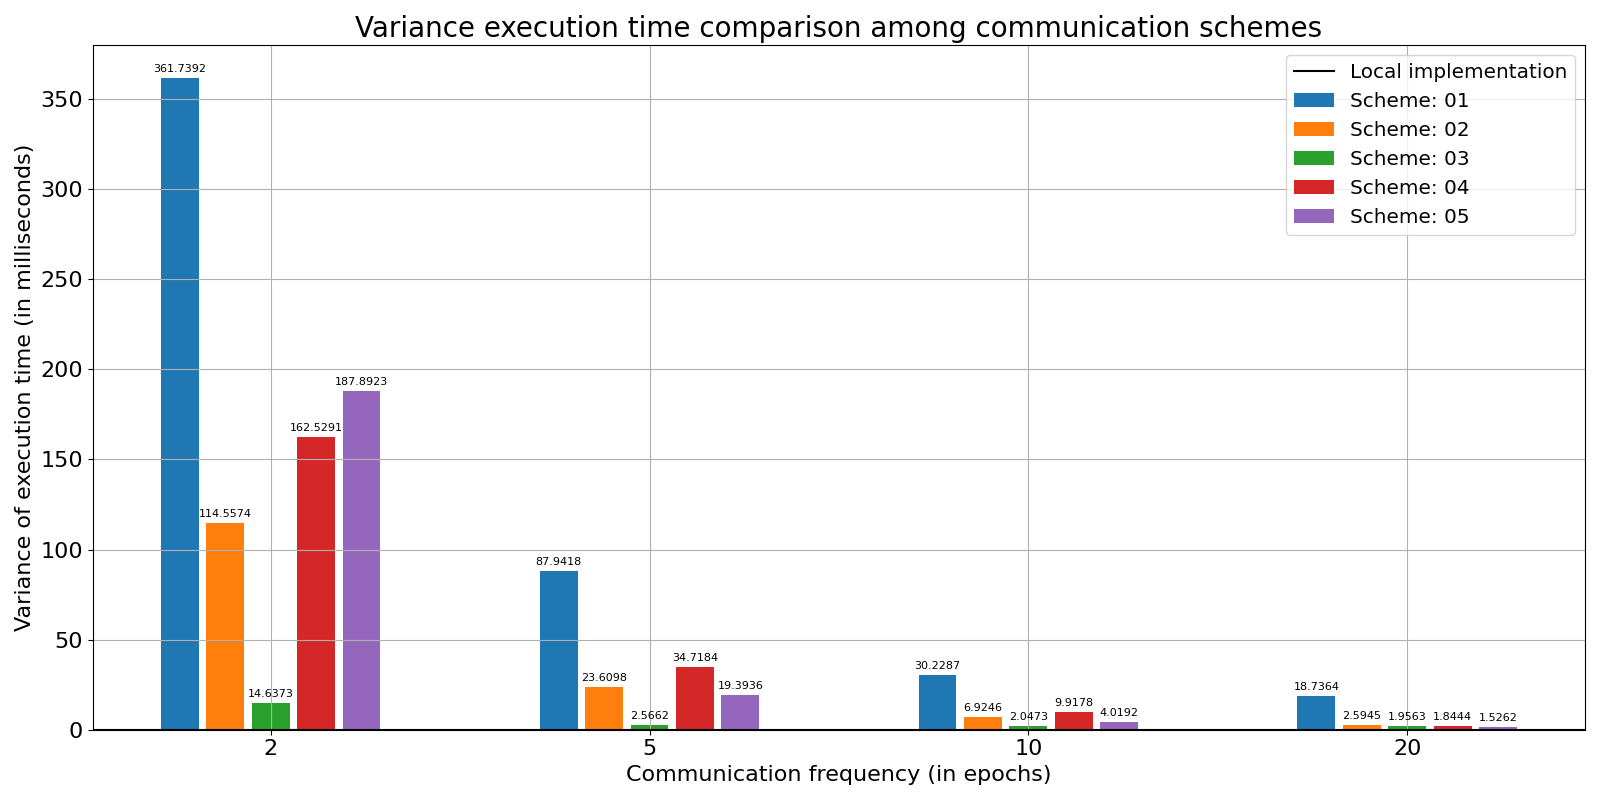 Variance execution time comparison among communication schemes
Variance of execution time (in milliseconds)
350
300
250
200
150
100
50
0
361.7392
114.5574
14.6373
162.5291
187.8923
87.9418
23.6098
2.5662
34.7184
19.3936
30.2287
6.9246
2.0473
9.9178
4.0192
18.7364
2.5945
1.9563
1.8444
1.5262
Local implementation
Scheme: 01
Scheme: 02
Scheme: 03
Scheme: 04
Scheme: 05
2 5 10 20
Communication frequency (in epochs)